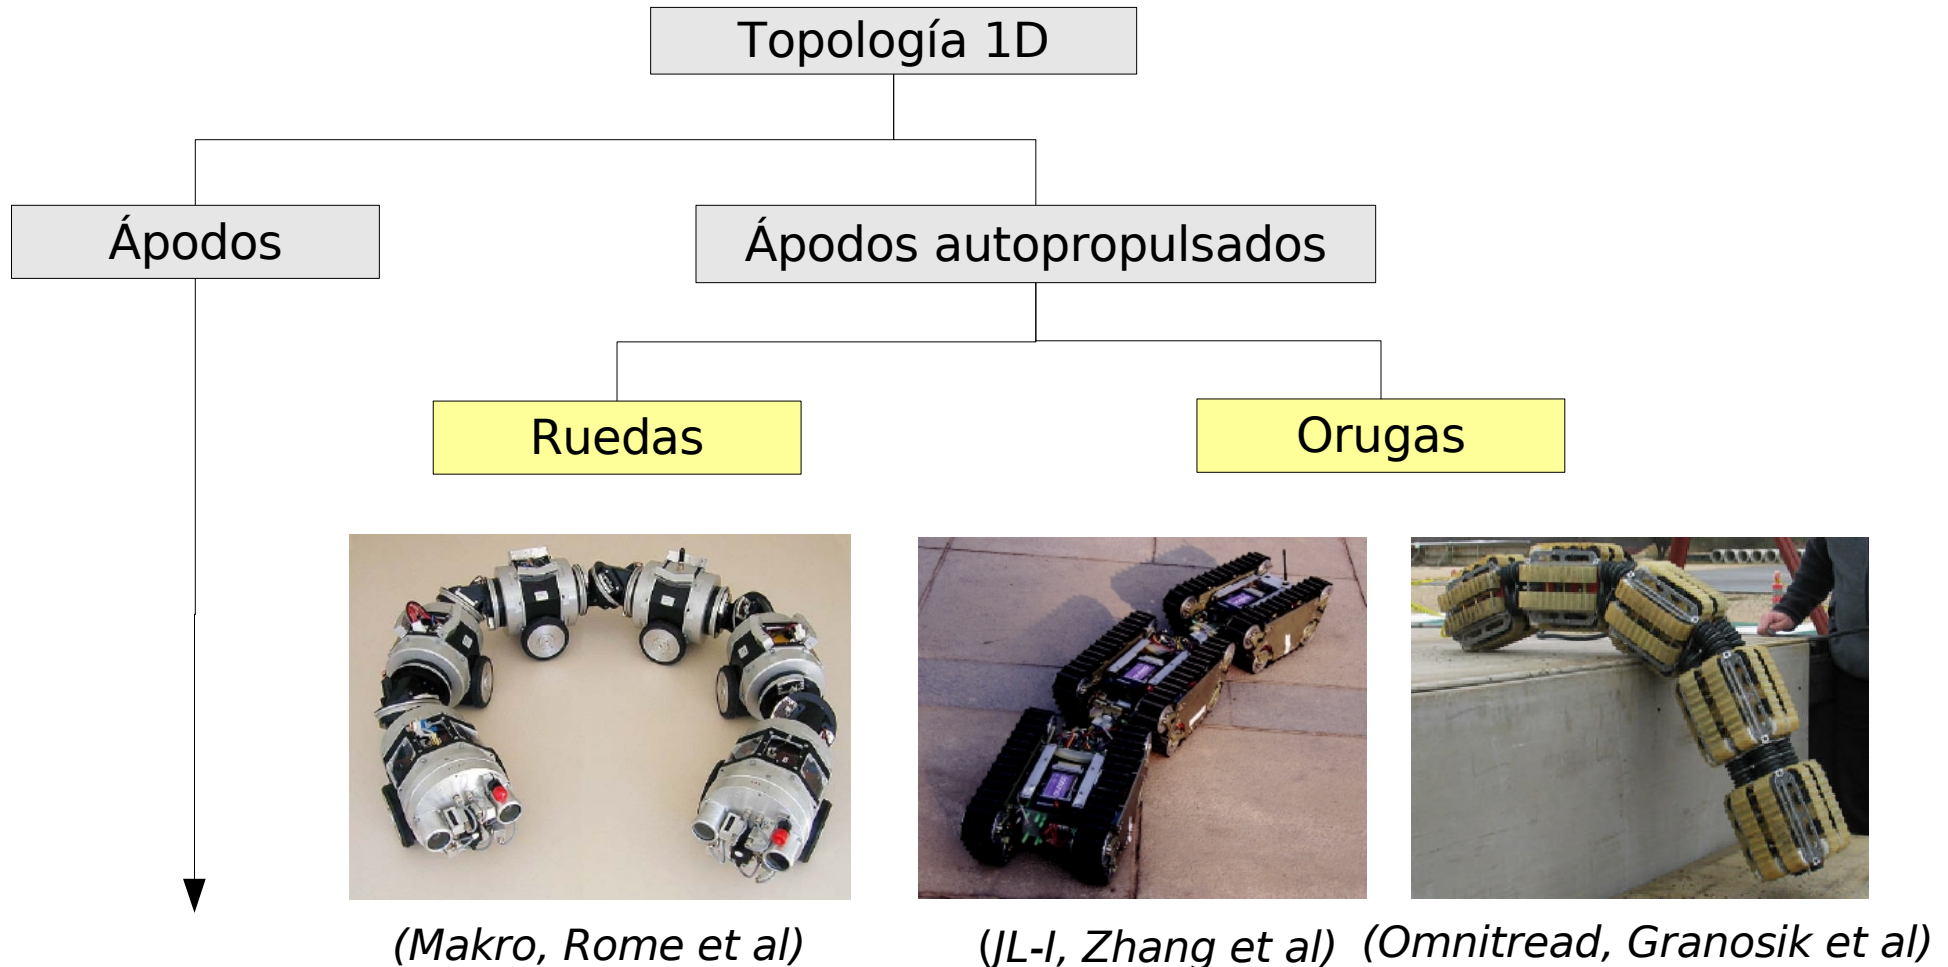 Topología 1D
Ápodos
Ápodos autopropulsados
Ruedas
Orugas
(Makro, Rome et al)
(JL-I, Zhang et al)
(Omnitread, Granosik et al)